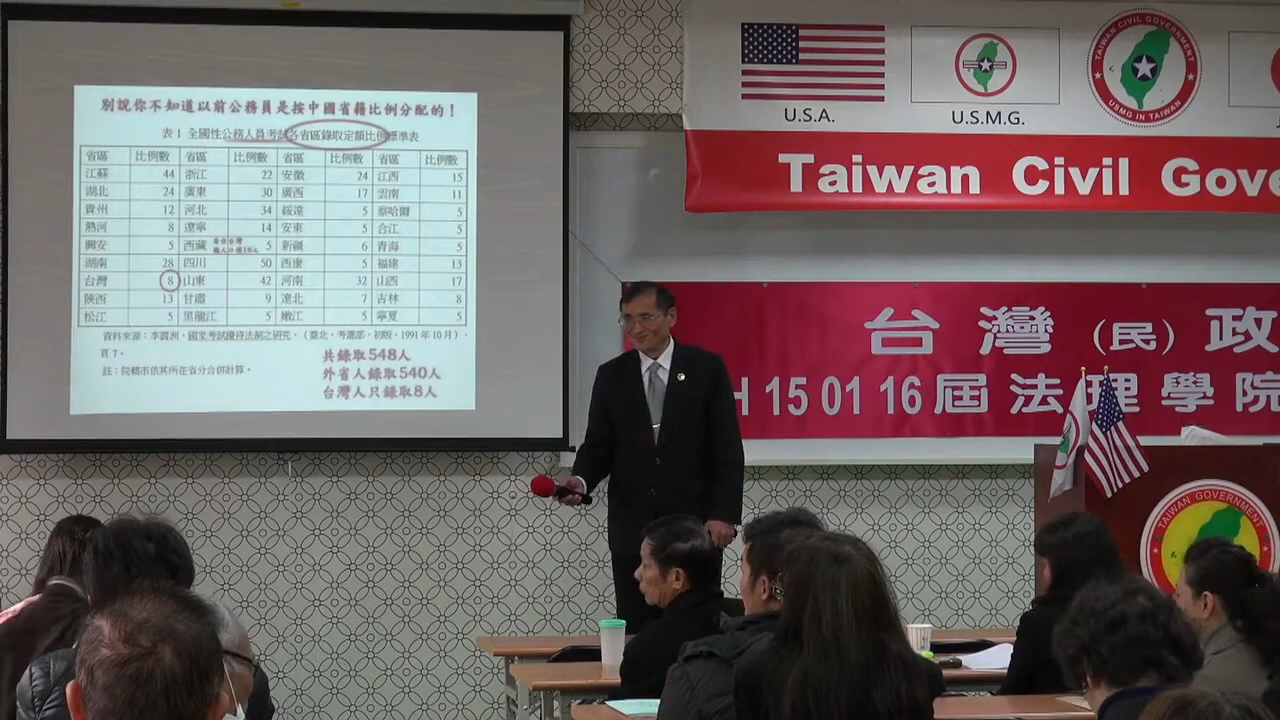 別說你不知道以前公務員是按中國省籍比例分配的！
表1 全國性公務人員考試各省區錄取定額比例標準表
省區 比例數 省區 比例數 省區 比例數 省區 比例數
江蘇 44 浙江 22 安徽 24 江西 15
湖北 24 廣東 30 廣西 17 雲南 11
貴州 12 河北 34 綏遠 5 察哈爾 5
熱河 8 遼寧 14 安東 5 合江 5
興安 5 西藏 5 新疆 6 青海 5
湖南 28 四川 50 西康 5 福建 13
台灣 8 山東 42 河南 32 山西 17
陝西 13 甘肅 9 遼北 7 吉林 8
松江 5 黑龍江 5 嫩江 5 寧夏 5
資料來源：李震洲，國家考試優待法制之研究，（臺北，考選部，初版，1991年10月），
頁7。
註：院轄市依其所在省分合併計算。
共錄取548人
外省人錄取540人
台灣人只錄取8人
U.S.A.
U.S.M.G.
TAIWAN CIVIL GOVERNMENT
USMG IN TAIWAN
Taiwan Civil Gove
台灣（民）政
H 15 01 16屆法理學院
TAIWAN GOVERNMENT